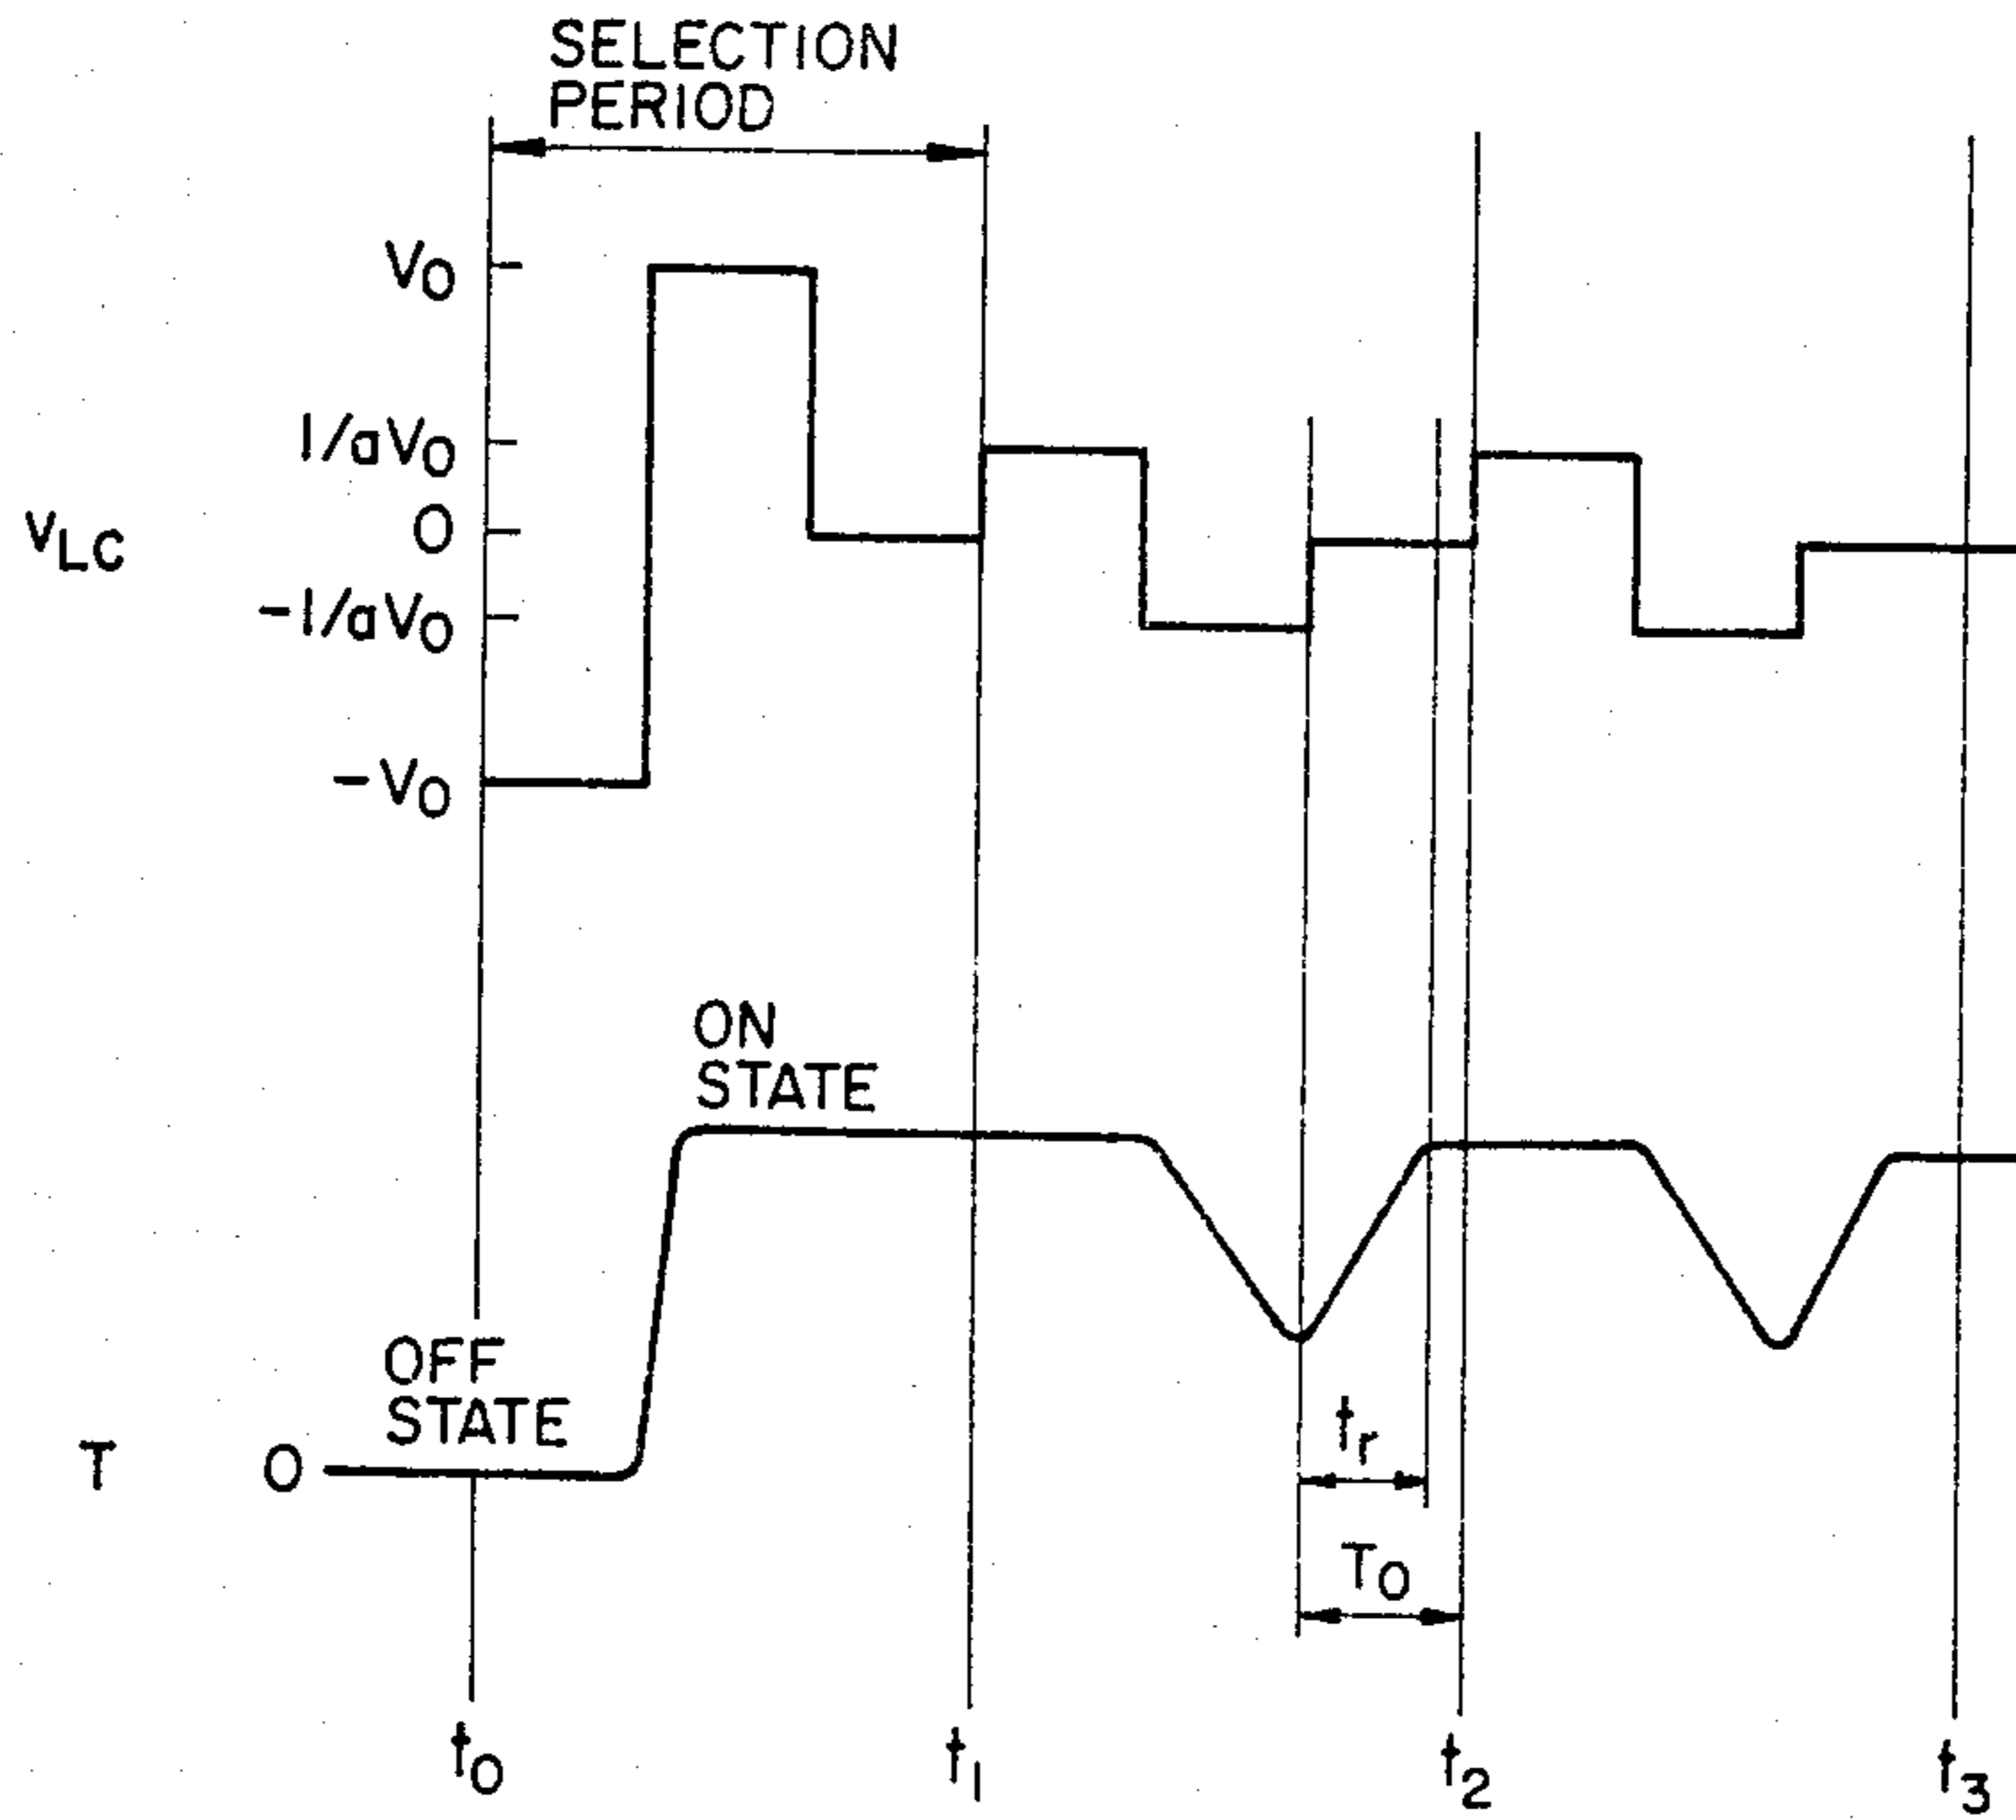 SELECTION
PERIOD
V0
1/aV0
0
VLC
-1/aV0
-V0
ON
STATE
OFF
STATE
T 0
tr
T0
t0 t1 t2 t3